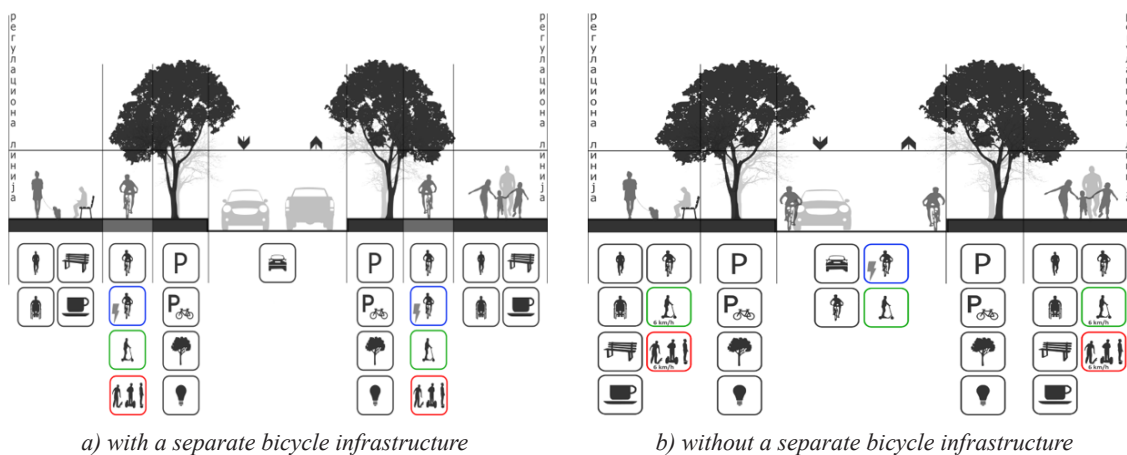 регулациона линија
регулациона линија
регулациона линија
регулациона линија
P P
P P
P P
P P
6 km/h 6 km/h
6 km/h 6 km/h
a) with a separate bicycle infrastructure
b) without a separate bicycle infrastructure